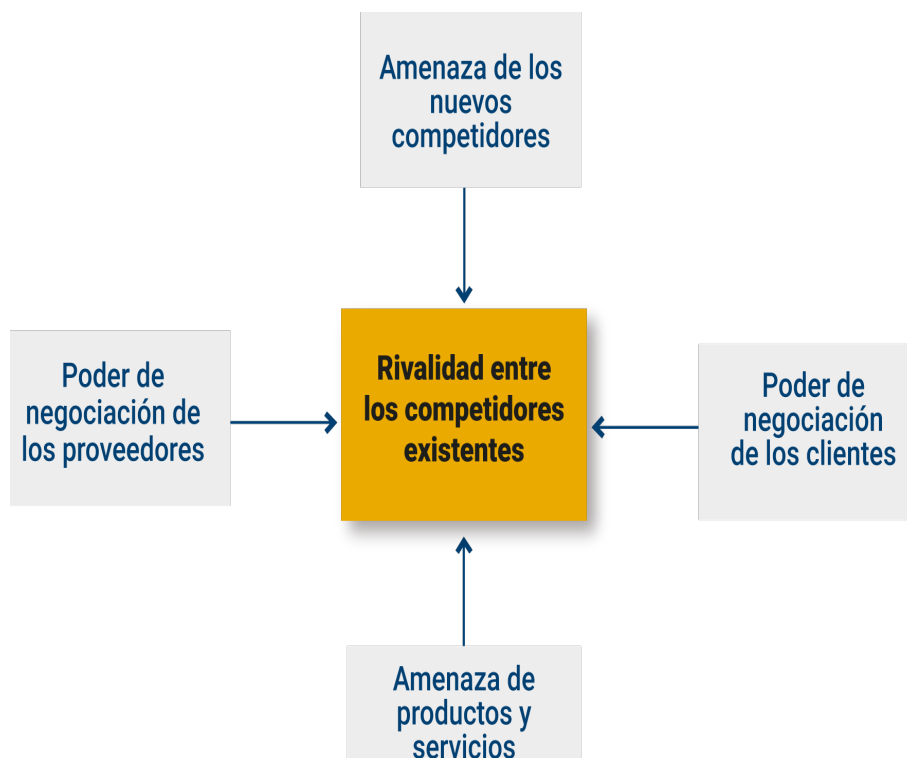 Amenaza de los
nuevos
competidores
Poder de
negociación de
los proveedores
Rivalidad entre
los competidores
existentes
Poder de
negociación
de los clientes
Amenaza de
productos y
servicios